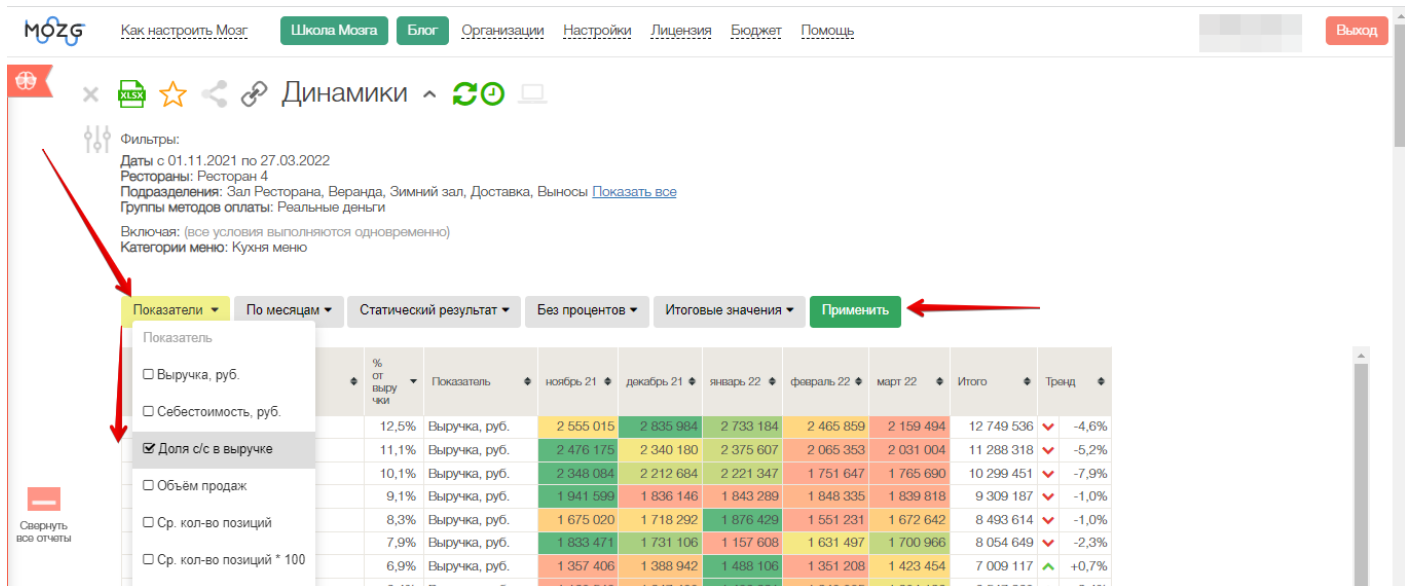 MOZG Как настроить Мозг Школа Мозга Блог Организации Настройки Лицензия Бюджет Помощь Выход
XLSX Динамики
Фильтры:
Даты с 01.11.2021 по 27.03.2022
Рестораны: Ресторан 4
Подразделения: Зал Ресторана, Веранда, Зимний зал, Доставка, Выносы Показать все
Группы методов оплаты: Реальные деньги
Включая: (все условия выполняются одновременно)
Категории меню: Кухня меню
Показатели По месяцам Статический результат Без процентов Итоговые значения Применить
Показатель
Выручка, руб.
Себестоимость, руб.
Доля с/с в выручке
Объём продаж
Ср. кол-во позиций
Ср. кол-во позиций * 100
% от выру чки Показатель ноябрь 21 декабрь 21 январь 22 февраль 22 март 22 Итого Тренд
12,5% Выручка, руб. 2 555 015 2 835 984 2 733 184 2 465 859 2 159 494 12 749 536 -4,6%
11,1% Выручка, руб. 2 476 175 2 340 180 2 375 607 2 065 353 2 031 004 11 288 318 -5,2%
10,1% Выручка, руб. 2 348 084 2 212 684 2 221 347 1 751 647 1 765 690 10 299 451 -7,9%
9,1% Выручка, руб. 1 941 599 1 836 146 1 843 289 1 848 335 1 839 818 9 309 187 -1,0%
8,3% Выручка, руб. 1 675 020 1 718 292 1 876 429 1 551 231 1 672 642 8 493 614 -1,0%
7,9% Выручка, руб. 1 833 471 1 731 106 1 157 608 1 631 497 1 700 966 8 054 649 -2,3%
6,9% Выручка, руб. 1 357 406 1 388 942 1 488 106 1 351 208 1 423 454 7 009 117 +0,7%
Свернуть
все отчеты